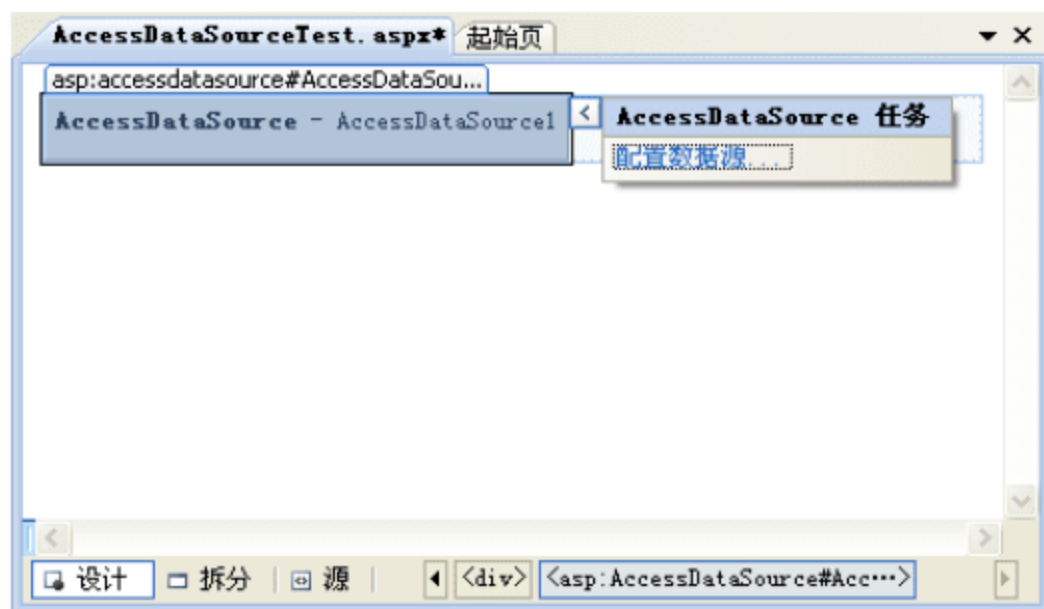 AccessDataSourceTest.aspx* 起始页
asp:accessdatasource#AccessDataSou...
AccessDataSource - AccessDataSource1
< AccessDataSource 任务
配置数据源...
设计 拆分 源 <div> <asp:AccessDataSource#Acc...>